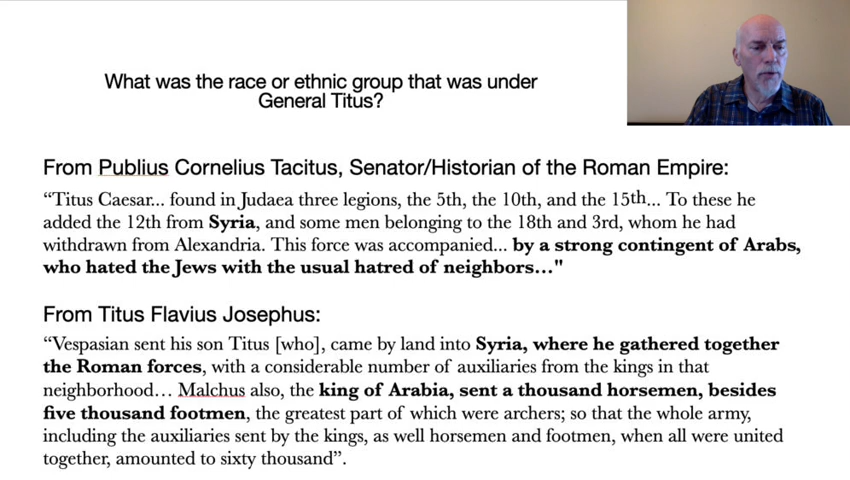 What was the race or ethnic group that was under
General Titus?
From Publius Cornelius Tacitus, Senator/Historian of the Roman Empire:
“Titus Caesar... found in Judaea three legions, the 5th, the 10th, and the 15th... To these he
added the 12th from Syria, and some men belonging to the 18th and 3rd, whom he had
withdrawn from Alexandria. This force was accompanied... by a strong contingent of Arabs,
who hated the Jews with the usual hatred of neighbors…"
From Titus Flavius Josephus:
“Vespasian sent his son Titus [who], came by land into Syria, where he gathered together
the Roman forces, with a considerable number of auxiliaries from the kings in that
neighborhood… Malchus also, the king of Arabia, sent a thousand horsemen, besides
five thousand footmen, the greatest part of which were archers; so that the whole army,
including the auxiliaries sent by the kings, as well horsemen and footmen, when all were united
together, amounted to sixty thousand”.